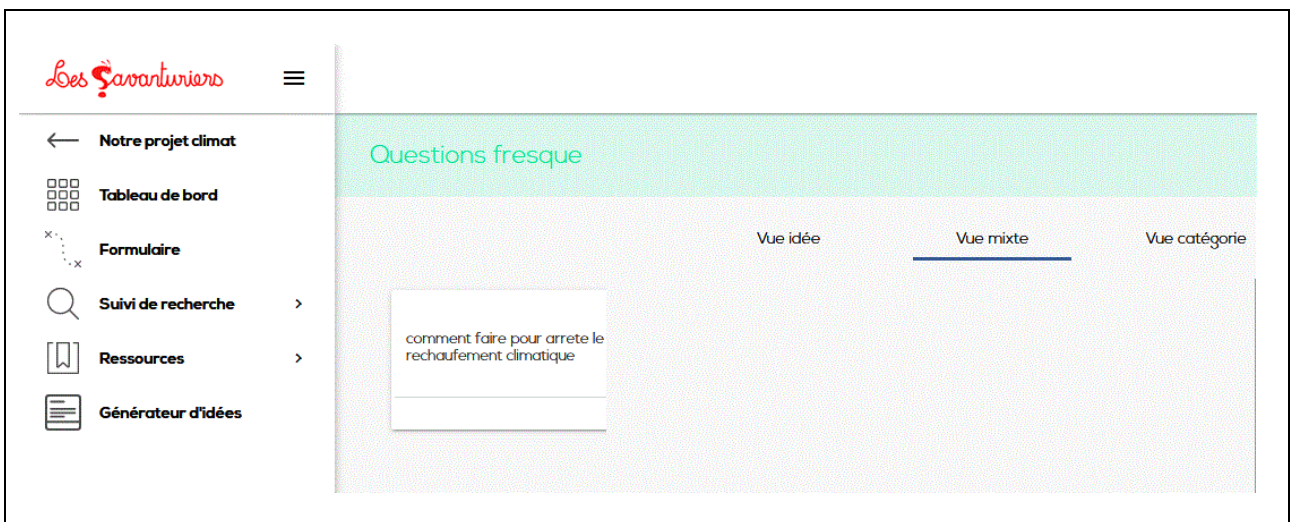 Les Savanturiers
Notre projet climat
Tableau de bord
Formulaire
Suivi de recherche
Ressources
Générateur d'idées
Questions fresque
Vue idée
Vue mixte
Vue catégorie
comment faire pour arrete le
rechaufement climatique